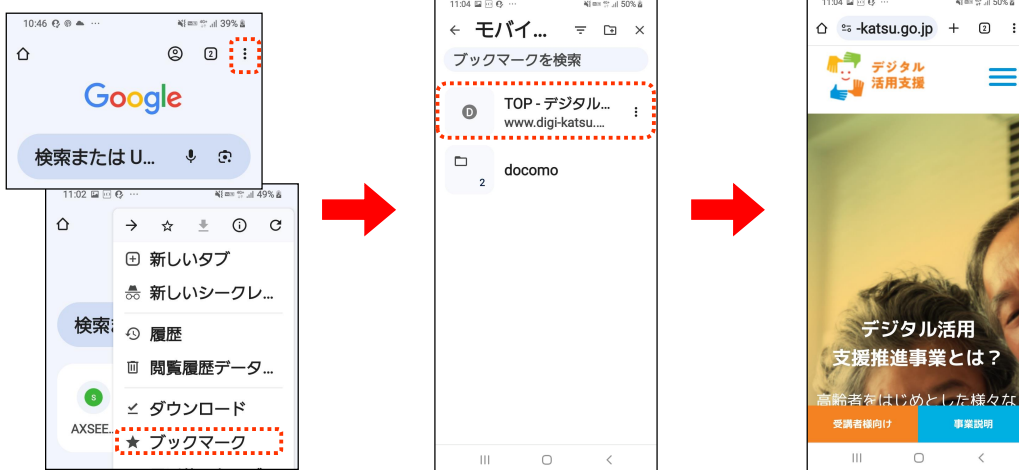 10:46 39%
2
Google
検索または U...
11:02 49%
新しいタブ
新しいシークレ...
検索
履歴
閲覧履歴データ...
S
ダウンロード
AXSEE...
ブックマーク
11:04 50%
モバイ...
ブックマークを検索
D
TOP - デジタル...
www.digi-katsu....
docomo
2
11:04 50%
-katsu.go.jp
2
デジタル
活用支援
デジタル活用
支援推進事業とは？
高齢者をはじめとした様々な
受講者様向け
事業説明